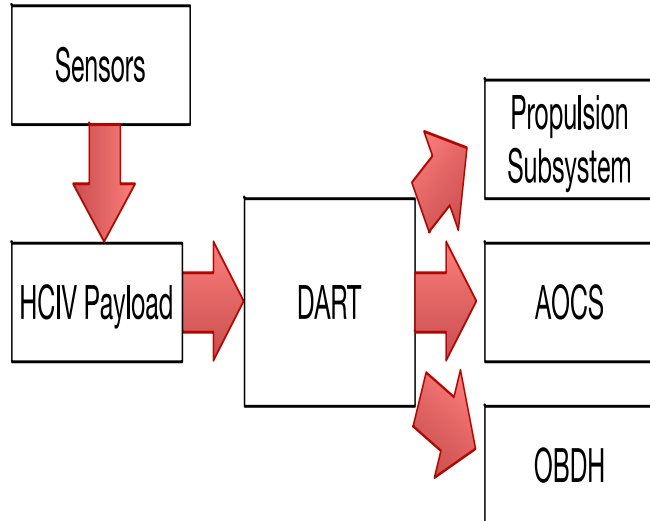 Sensors
Propulsion
Subsystem
HCIV Payload
DART
AOCS
OBDH